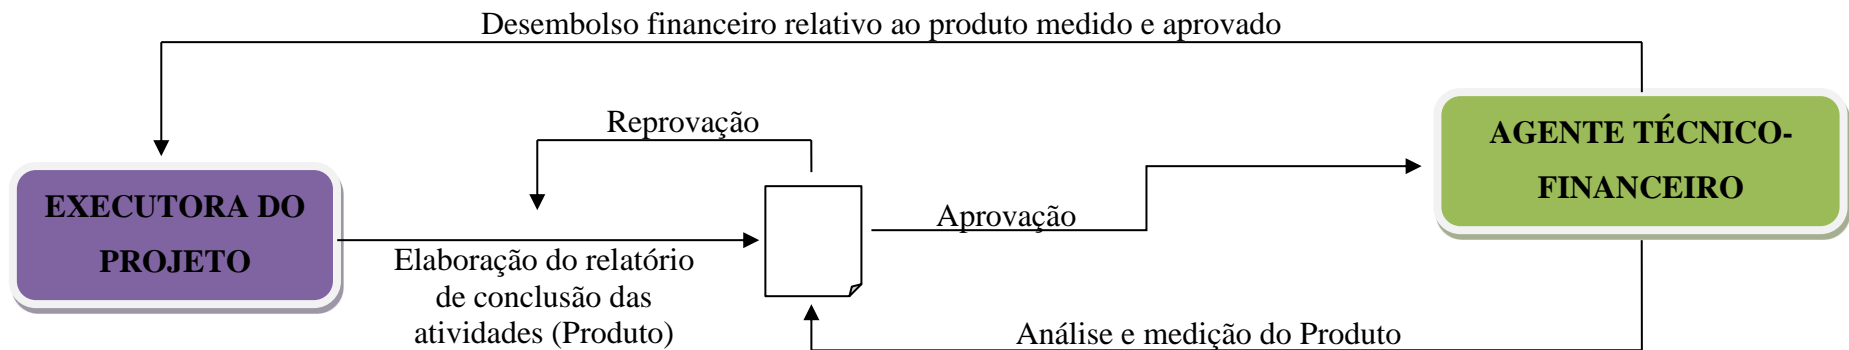 Desembolso financeiro relativo ao produto medido e aprovado
Reprovação
AGENTE TÉCNICO-
FINANCEIRO
EXECUTORA DO
PROJETO
Aprovação
Elaboração do relatório
de conclusão das
atividades (Produto)
Análise e medição do Produto